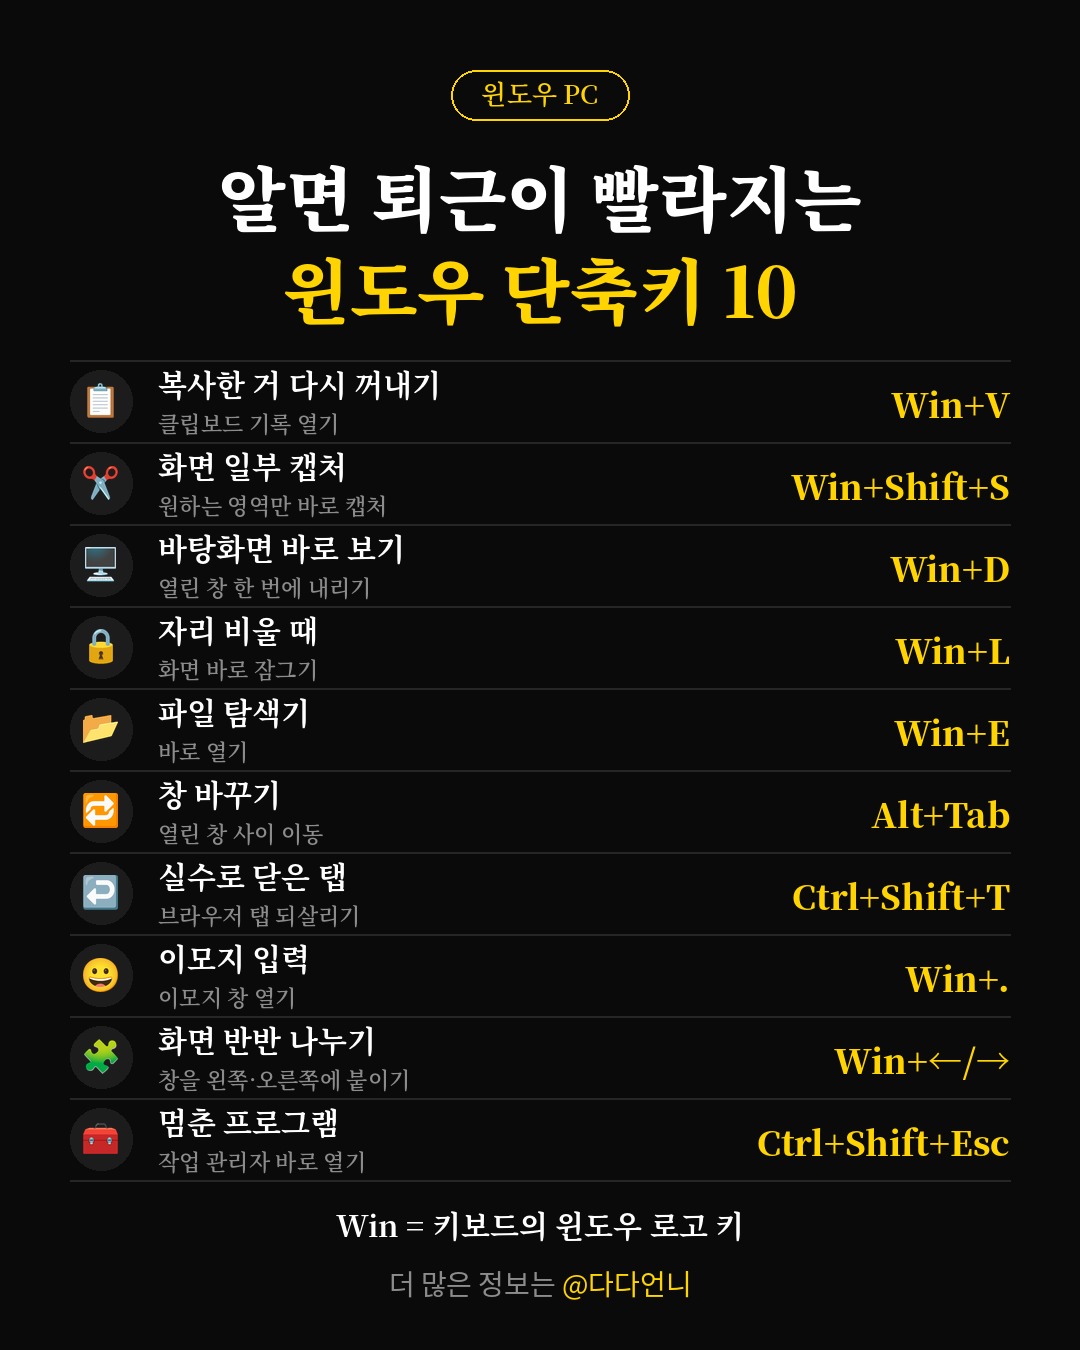 윈도우 PC
알면 퇴근이 빨라지는
윈도우 단축키 10
복사한 거 다시 꺼내기
클립보드 기록 열기
Win+V
화면 일부 캡처
원하는 영역만 바로 캡처
Win+Shift+S
바탕화면 바로 보기
열린 창 한 번에 내리기
Win+D
자리 비울 때
화면 바로 잠그기
Win+L
파일 탐색기
바로 열기
Win+E
창 바꾸기
열린 창 사이 이동
Alt+Tab
실수로 닫은 탭
브라우저 탭 되살리기
Ctrl+Shift+T
이모지 입력
이모지 창 열기
Win+.
화면 반반 나누기
창을 왼쪽·오른쪽에 붙이기
Win+←/→
멈춘 프로그램
작업 관리자 바로 열기
Ctrl+Shift+Esc
Win = 키보드의 윈도우 로고 키
더 많은 정보는 @다다언니